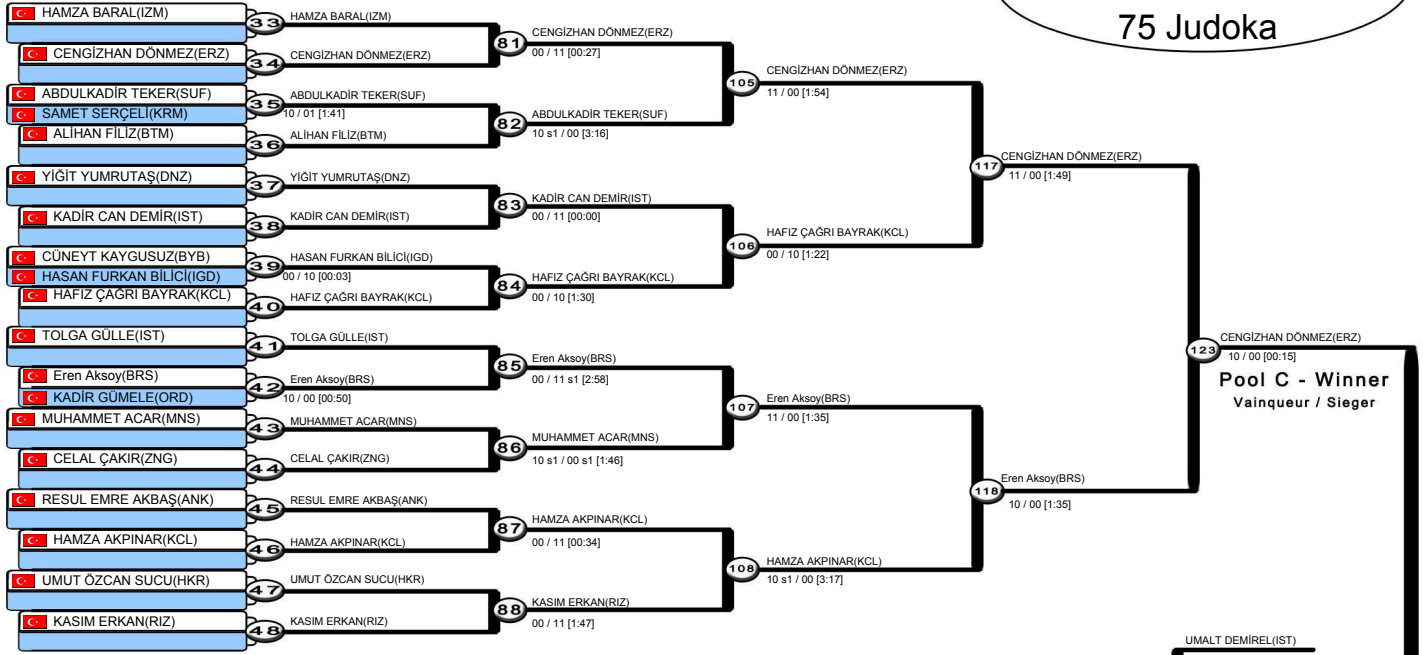 75 Judoka
HAMZA BARAL(IZM)
CENGİZHAN DÖNMEZ(ERZ)
ABDULKADİR TEKER(SUF)
SAMET SERÇELİ(KRM)
ALİHAN FİLİZ(BTM)
YİĞİT YUMRUTAŞ(DNZ)
KADİR CAN DEMİR(IST)
CÜNEYT KAYGUSUZ(BYB)
HASAN FURKAN BİLİCİ(IGD)
HAFIZ ÇAĞRI BAYRAK(KCL)
TOLGA GÜLLE(IST)
Eren Aksoy(BRS)
KADİR GÜMELE(ORD)
MUHAMMET ACAR(MNS)
CELAL ÇAKIR(ZNG)
RESUL EMRE AKBAŞ(ANK)
HAMZA AKPINAR(KCL)
UMUT ÖZCAN SUCU(HKR)
KASIM ERKAN(RIZ)
33 HAMZA BARAL(IZM)
34 CENGİZHAN DÖNMEZ(ERZ)
35 ABDULKADİR TEKER(SUF)
10 / 01 [1:41]
36 ALİHAN FİLİZ(BTM)
37 YİĞİT YUMRUTAŞ(DNZ)
38 KADİR CAN DEMİR(IST)
39 HASAN FURKAN BİLİCİ(IGD)
00 / 10 [00:03]
40 HAFIZ ÇAĞRI BAYRAK(KCL)
41 TOLGA GÜLLE(IST)
42 Eren Aksoy(BRS)
10 / 00 [00:50]
43 MUHAMMET ACAR(MNS)
44 CELAL ÇAKIR(ZNG)
45 RESUL EMRE AKBAŞ(ANK)
46 HAMZA AKPINAR(KCL)
47 UMUT ÖZCAN SUCU(HKR)
48 KASIM ERKAN(RIZ)
81 CENGİZHAN DÖNMEZ(ERZ)
00 / 11 [00:27]
82 ABDULKADİR TEKER(SUF)
10 s1 / 00 [3:16]
83 KADİR CAN DEMİR(IST)
00 / 11 [00:00]
84 HAFIZ ÇAĞRI BAYRAK(KCL)
00 / 10 [1:30]
85 Eren Aksoy(BRS)
00 / 11 s1 [2:58]
86 MUHAMMET ACAR(MNS)
10 s1 / 00 s1 [1:46]
87 HAMZA AKPINAR(KCL)
00 / 11 [00:34]
88 KASIM ERKAN(RIZ)
00 / 11 [1:47]
105 CENGİZHAN DÖNMEZ(ERZ)
11 / 00 [1:54]
106 HAFIZ ÇAĞRI BAYRAK(KCL)
00 / 10 [1:22]
107 Eren Aksoy(BRS)
11 / 00 [1:35]
108 HAMZA AKPINAR(KCL)
10 s1 / 00 [3:17]
117 CENGİZHAN DÖNMEZ(ERZ)
11 / 00 [1:49]
118 Eren Aksoy(BRS)
10 / 00 [1:35]
123 CENGİZHAN DÖNMEZ(ERZ)
10 / 00 [00:15]
Pool C - Winner
Vainqueur / Sieger
UMALT DEMİREL(IST)